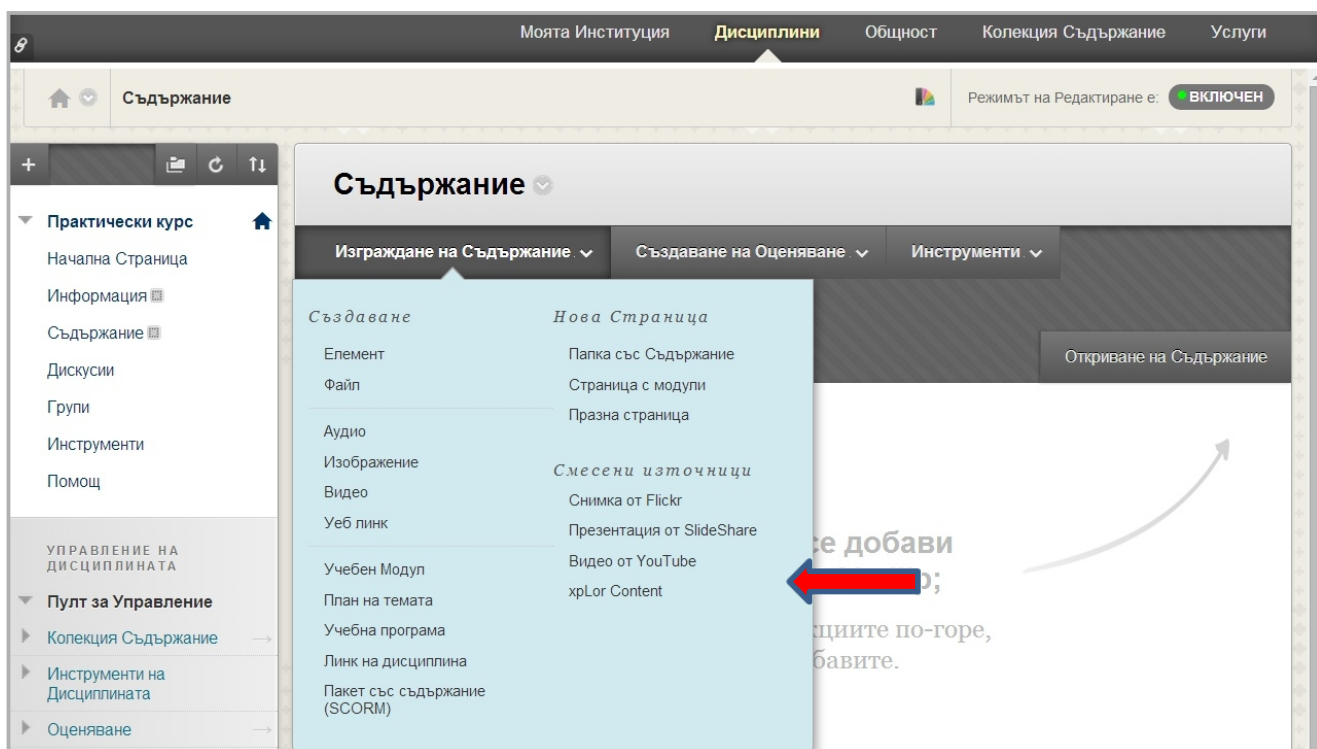 Моята Институция Дисциплини Общност Колекция Съдържание Услуги
Съдържание
Режимът на Редактиране е: ВКЛЮЧЕН
Практически курс
Начална Страница
Информация
Съдържание
Дискусии
Групи
Инструменти
Помощ
УПРАВЛЕНИЕ НА
ДИСЦИПЛИНАТА
Пулт за Управление
Колекция Съдържание
Инструменти на
Дисциплината
Оценяване
Съдържание
Изграждане на Съдържание Създаване на Оценяване Инструменти
Създаване
Елемент
Файл
Аудио
Изображение
Видео
Уеб линк
Учебен Модул
План на темата
Учебна програма
Линк на дисциплина
Пакет със съдържание
(SCORM)
Нова Страница
Папка със Съдържание
Страница с модули
Празна страница
Смесени източници
Снимка от Flickr
Презентация от SlideShare
Видео от YouTube
xpLor Content
Откриване на Съдържание
се добави
по-горе,